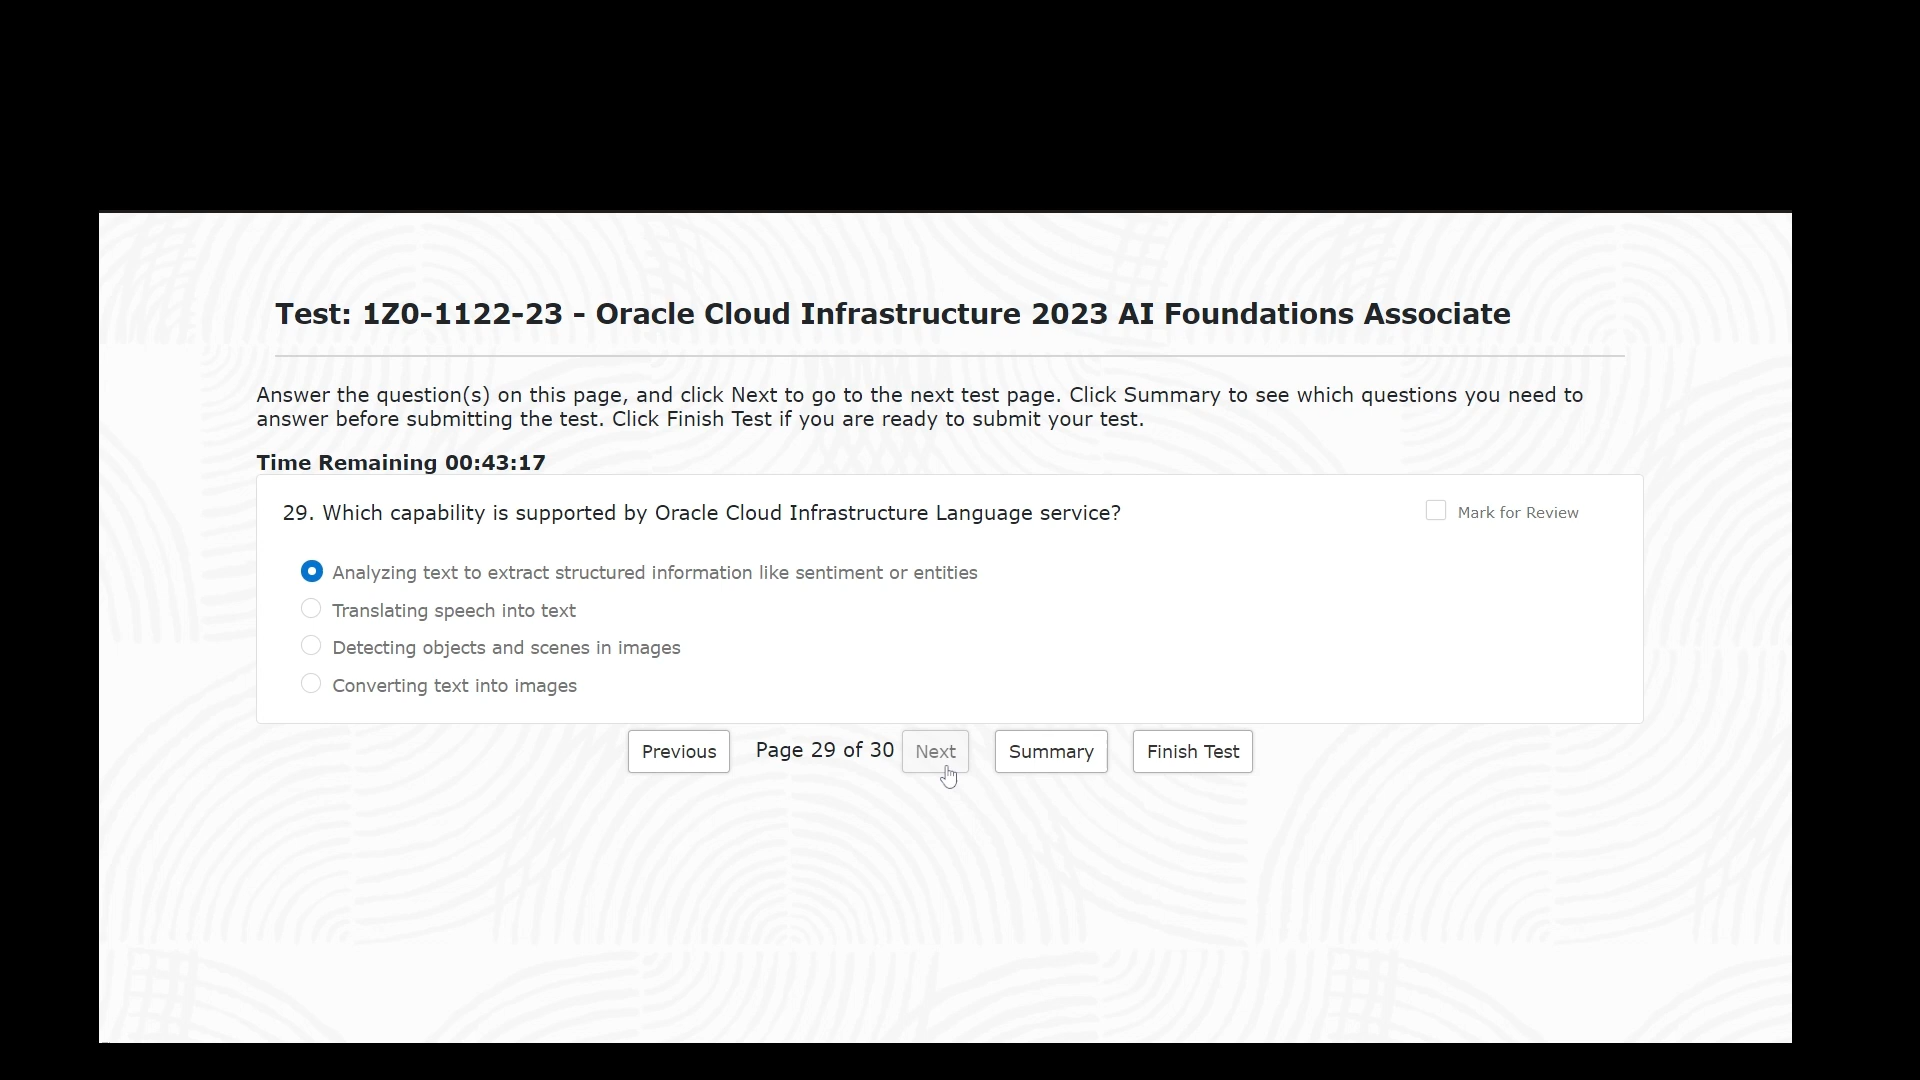 Test: 1Z0-1122-23 - Oracle Cloud Infrastructure 2023 AI Foundations Associate
Answer the question(s) on this page, and click Next to go to the next test page. Click Summary to see which questions you need to
answer before submitting the test. Click Finish Test if you are ready to submit your test.
Time Remaining 00:43:17
29. Which capability is supported by Oracle Cloud Infrastructure Language service?
Mark for Review
Analyzing text to extract structured information like sentiment or entities
Translating speech into text
Detecting objects and scenes in images
Converting text into images
Previous Page 29 of 30 Next Summary Finish Test